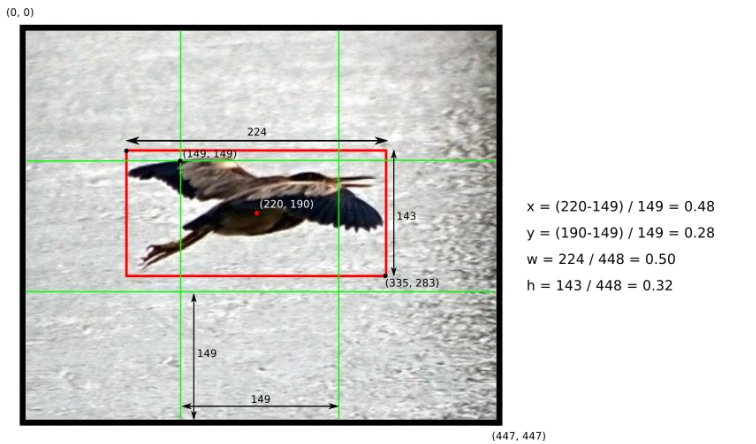 (0, 0)
224
(149, 149)
(220, 190)
143
(335, 283)
149
149
(447, 447)
x = (220-149) / 149 = 0.48
y = (190-149) / 149 = 0.28
w = 224 / 448 = 0.50
h = 143 / 448 = 0.32